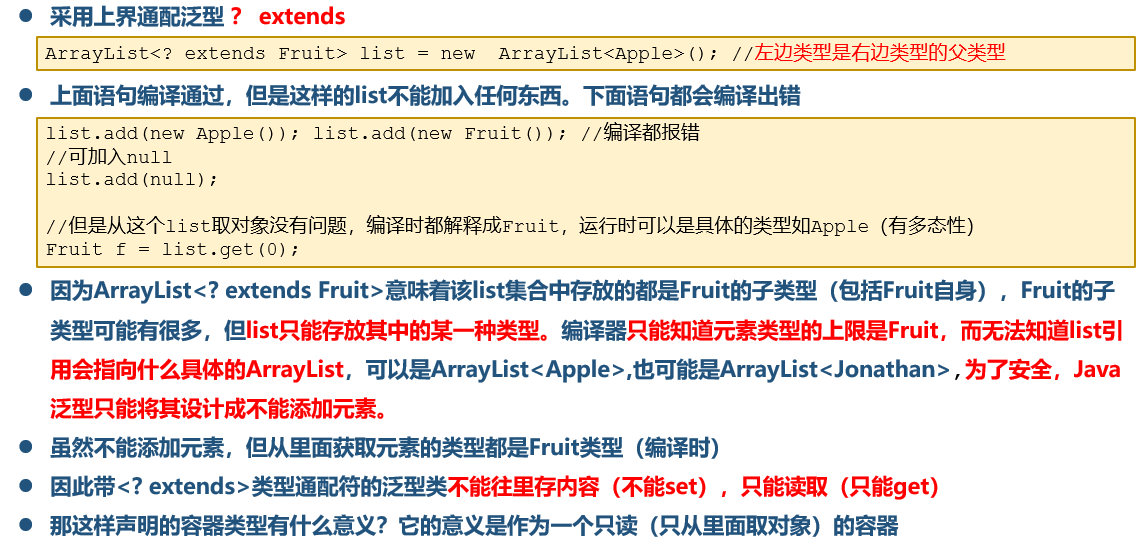 ● 采用上界通配泛型？ extends
ArrayList<? extends Fruit> list = new  ArrayList<Apple>(); //左边类型是右边类型的父类型
● 上面语句编译通过，但是这样的list不能加入任何东西。下面语句都会编译出错
list.add(new Apple()); list.add(new Fruit()); //编译都报错
//可加入null
list.add(null);
//但是从这个list取对象没有问题，编译时都解释成Fruit，运行时可以是具体的类型如Apple（有多态性）
Fruit f = list.get(0);
● 因为ArrayList<? extends Fruit>意味着该list集合中存放的都是Fruit的子类型（包括Fruit自身），Fruit的子
类型可能有很多，但list只能存放其中的某一种类型。编译器只能知道元素类型的上限是Fruit，而无法知道list引
用会指向什么具体的ArrayList，可以是ArrayList<Apple>,也可能是ArrayList<Jonathan>,为了安全，Java
泛型只能将其设计成不能添加元素。
● 虽然不能添加元素，但从里面获取元素的类型都是Fruit类型（编译时）
● 因此带<? extends>类型通配符的泛型类不能往里存内容（不能set），只能读取（只能get）
● 那这样声明的容器类型有什么意义？它的意义是作为一个只读（只从里面取对象）的容器